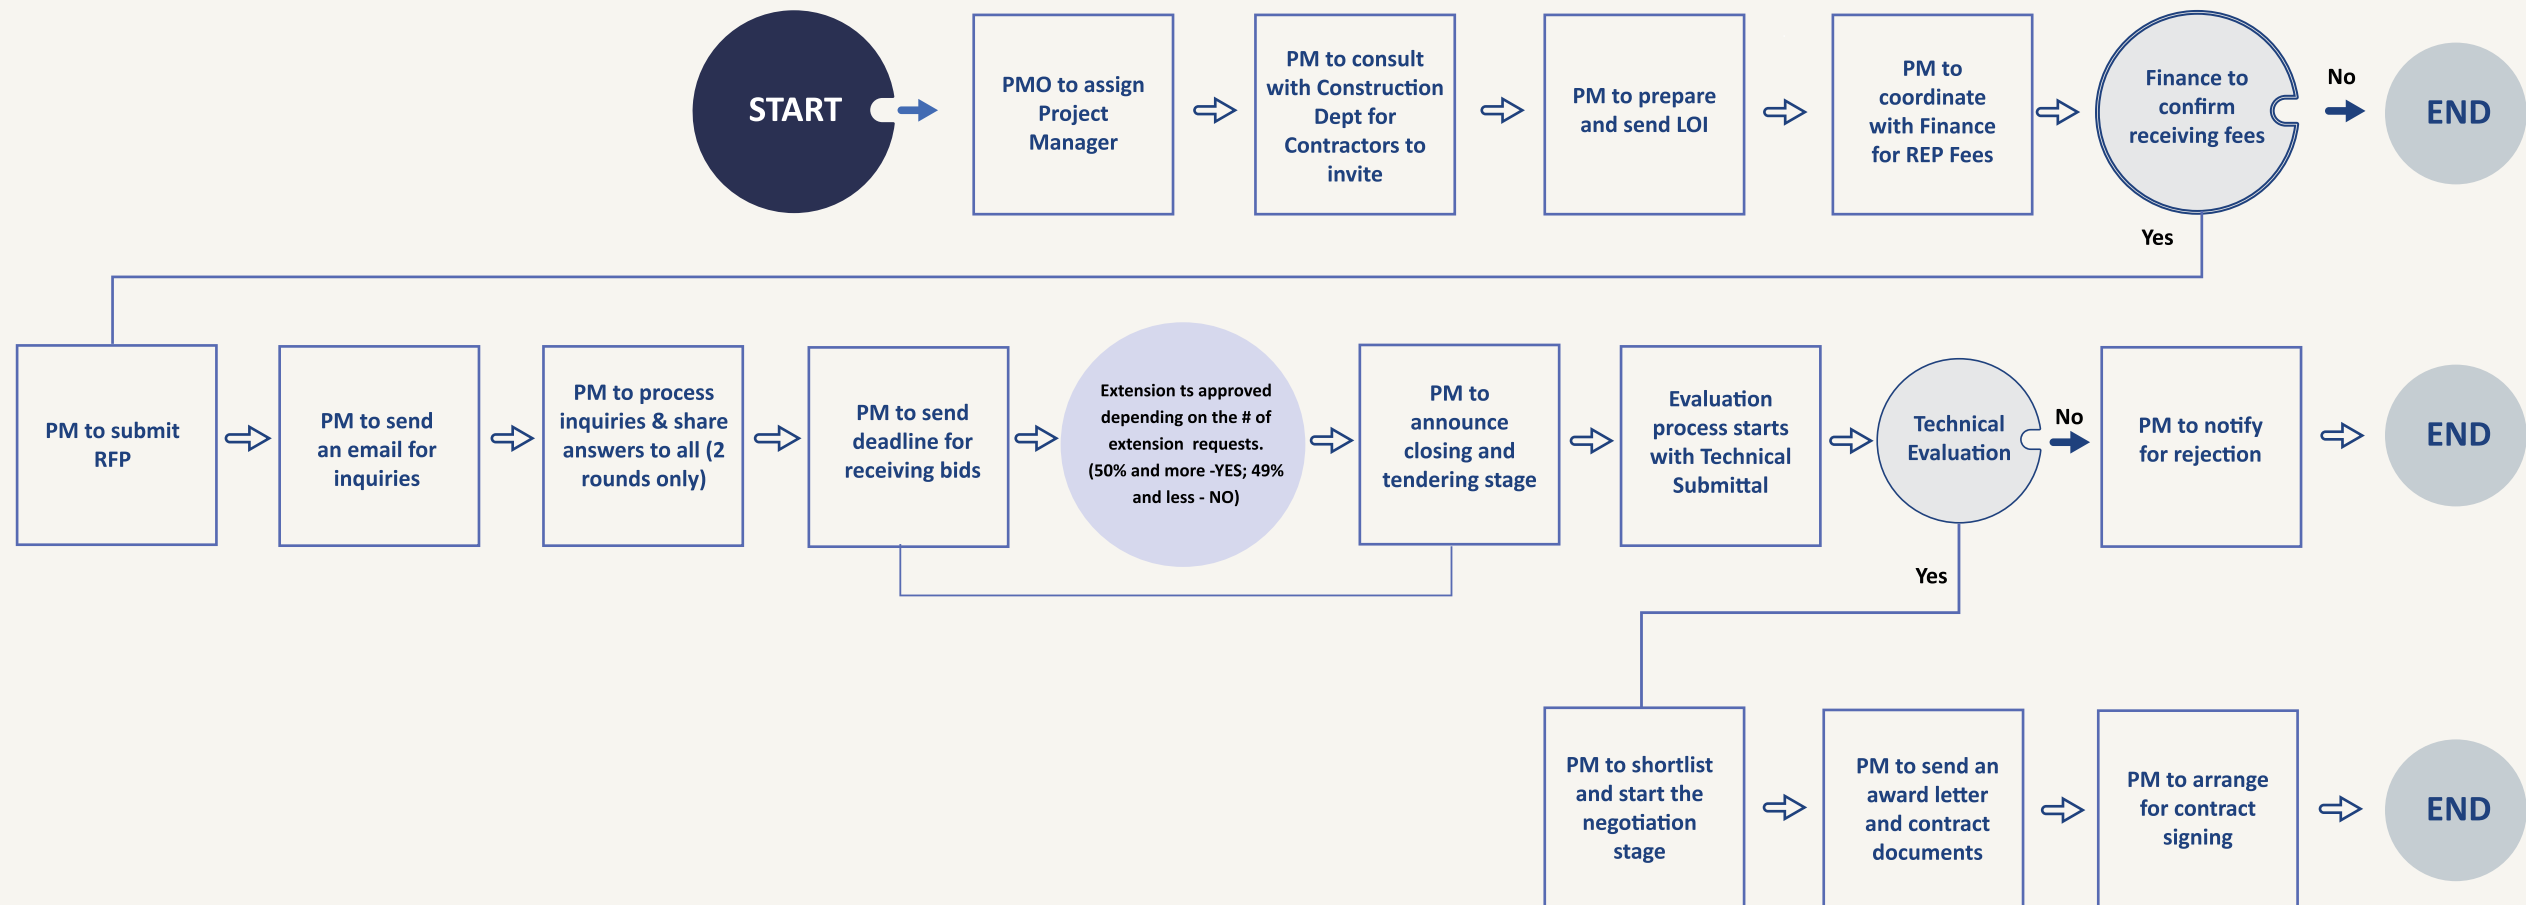 START
PMO to assign
Project
Manager
PM to consult
with Construction
Dept for
Contractors to
invite
PM to prepare
and send LOI
PM to
coordinate
with Finance
for REP Fees
Finance to
confirm
receiving fees
No
END
Yes
PM to submit
RFP
PM to send
an email for
inquiries
PM to process
inquiries & share
answers to all (2
rounds only)
PM to send
deadline for
receiving bids
Extension ts approved
depending on the # of
extension requests.
(50% and more -YES; 49%
and less - NO)
PM to
announce
closing and
tendering stage
Evaluation
process starts
with Technical
Submittal
Technical
Evaluation
No
PM to notify
for rejection
END
Yes
PM to shortlist
and start the
negotiation
stage
PM to send an
award letter
and contract
documents
PM to arrange
for contract
signing
END